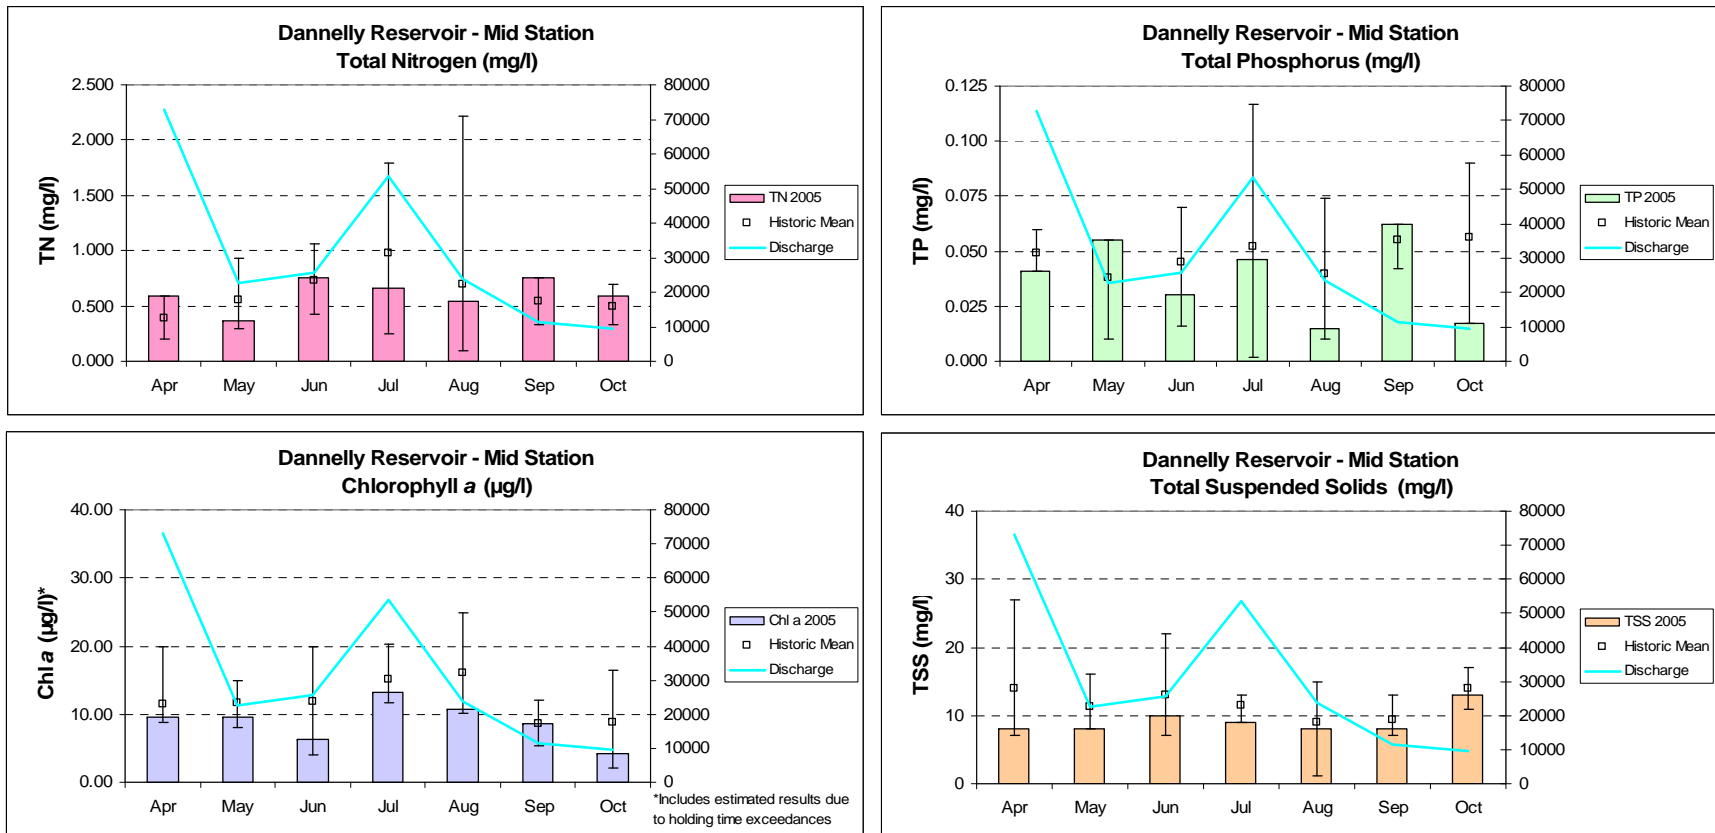 Dannelly Reservoir - Mid Station
Total Nitrogen (mg/l)
TN (mg/l)
2.500
2.000
1.500
1.000
0.500
0.000
80000
70000
60000
50000
40000
30000
20000
10000
0
Apr May Jun Jul Aug Sep Oct
TN 2005
Historic Mean
Discharge
Dannelly Reservoir - Mid Station
Total Phosphorus (mg/l)
TP (mg/l)
0.125
0.100
0.075
0.050
0.025
0.000
80000
70000
60000
50000
40000
30000
20000
10000
0
Apr May Jun Jul Aug Sep Oct
TP 2005
Historic Mean
Discharge
Dannelly Reservoir - Mid Station
Chlorophyll a (µg/l)
Chl a (µg/l)*
40.00
30.00
20.00
10.00
0.00
80000
70000
60000
50000
40000
30000
20000
10000
0
Apr May Jun Jul Aug Sep Oct
Chl a 2005
Historic Mean
Discharge
*Includes estimated results due
to holding time exceedances
Dannelly Reservoir - Mid Station
Total Suspended Solids (mg/l)
TSS (mg/l)
40
30
20
10
0
80000
70000
60000
50000
40000
30000
20000
10000
0
Apr May Jun Jul Aug Sep Oct
TSS 2005
Historic Mean
Discharge